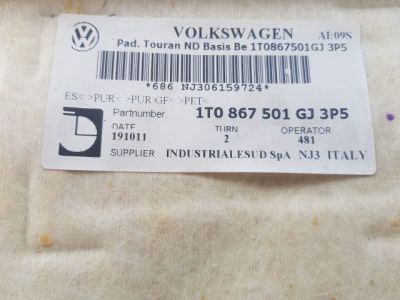 VOLKSWAGEN AI:09S
Pad. Touran ND Basis Be 1T0867501GJ 3P5
*686 NJ306159724*
ES< >PUR< >PUR GF< >PET<
Partnumber. 1T0 867 501 GJ 3P5
DATE TURN OPERATOR
191011 2 481
SUPPLIER INDUSTRIALESUD SpA NJ3 ITALY